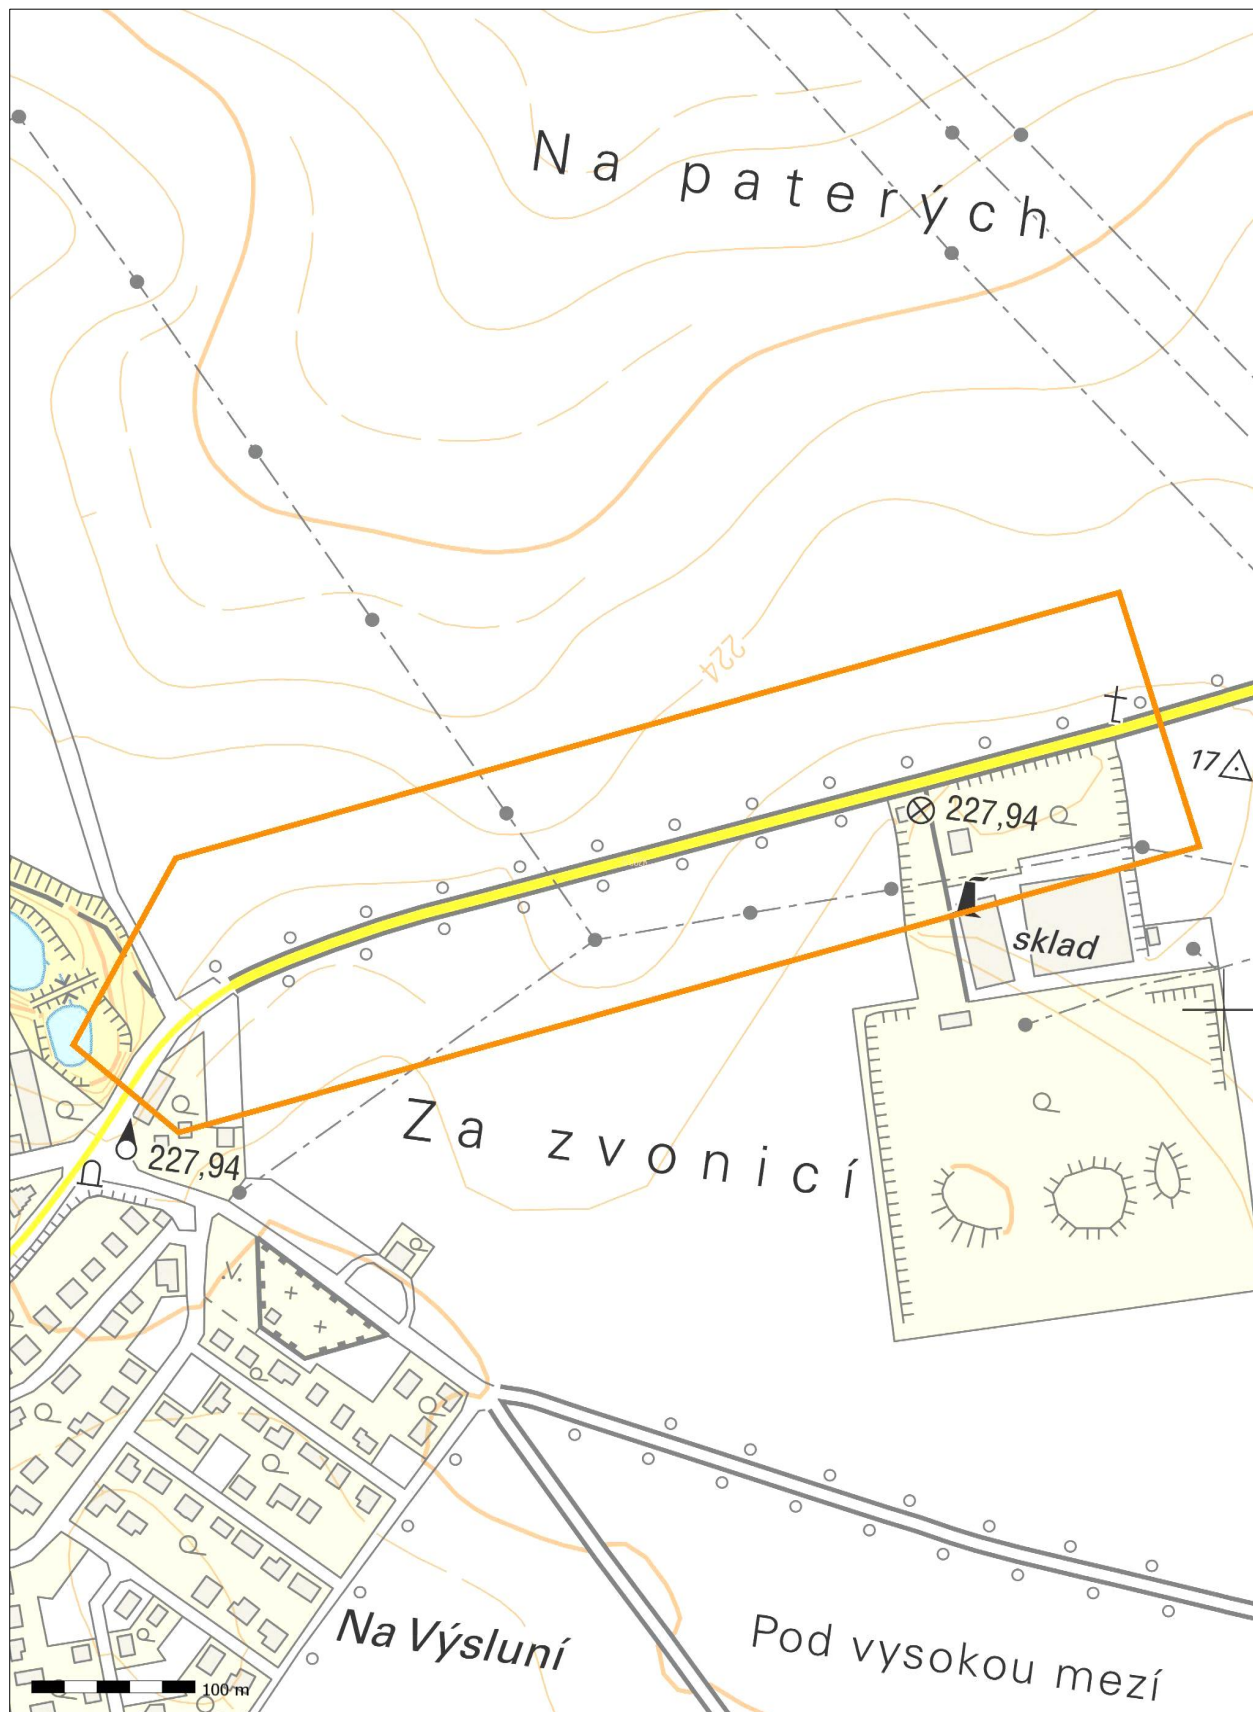 Na paterých
224
17
227,94
sklad
Za zvonicí
227,94
Na Výsluní
Pod vysokou mezí
100 m